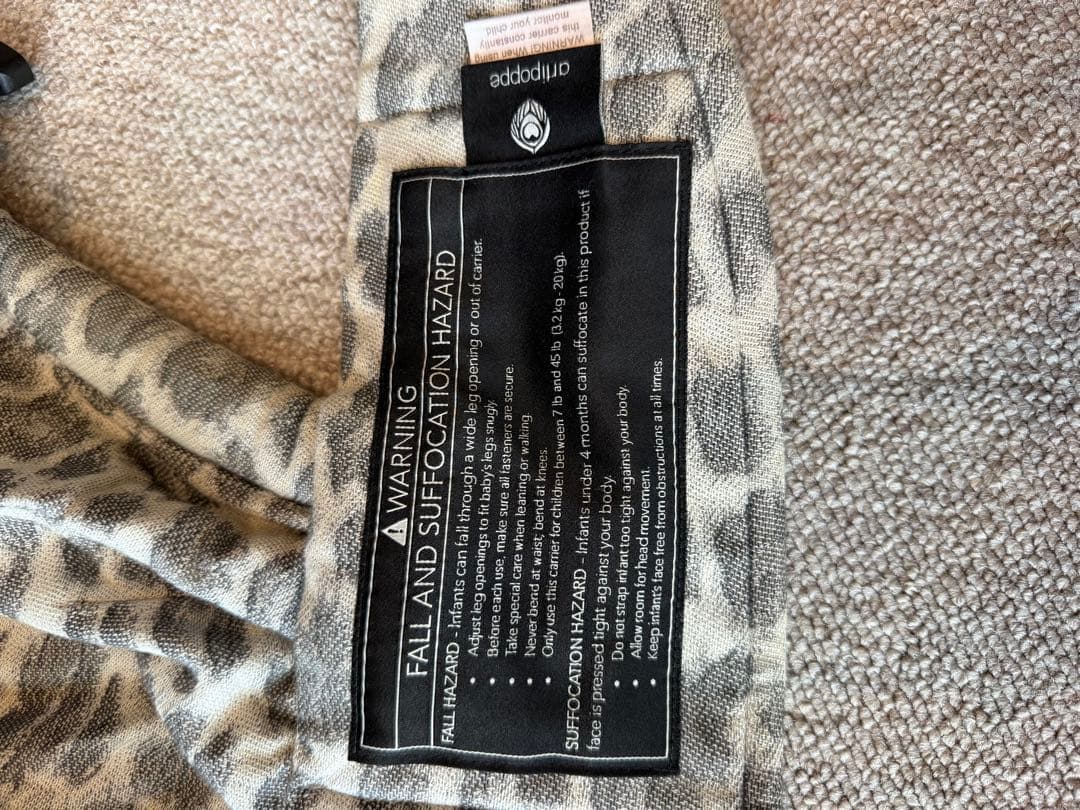 WARNING! When using
this carrier constantly
monitor your child
artipoppe
WARNING
FALL AND SUFFOCATION HAZARD
FALL HAZARD - Infants can fall through a wide leg opening or out of carrier.
• Adjust leg openings to fit baby's legs snugly.
• Before each use, make sure all fasteners are secure.
• Take special care when leaning or walking.
• Never bend at waist; bend at knees.
• Only use this carrier for children between 7 lb and 45 lb (3.2 kg - 20 kg).
SUFFOCATION HAZARD - Infants under 4 months can suffocate in this product if
face is pressed tight against your body.
• Do not strap infant too tight against your body.
• Allow room for head movement.
• Keep infant's face free from obstructions at all times.